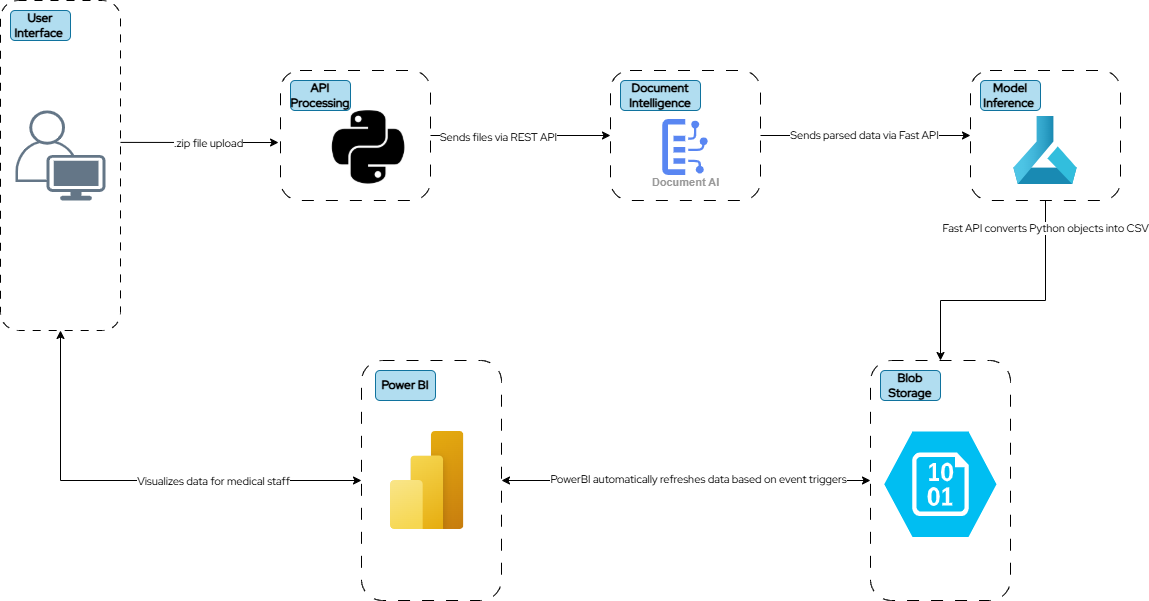 User
Interface
API
Processing
Document
Intelligence
Model
Inference
.zip file upload
Sends files via REST API
Sends parsed data via Fast API
Document AI
Fast API converts Python objects into CSV
Power BI
Blob
Storage
10
01
Visualizes data for medical staff
PowerBI automatically refreshes data based on event triggers